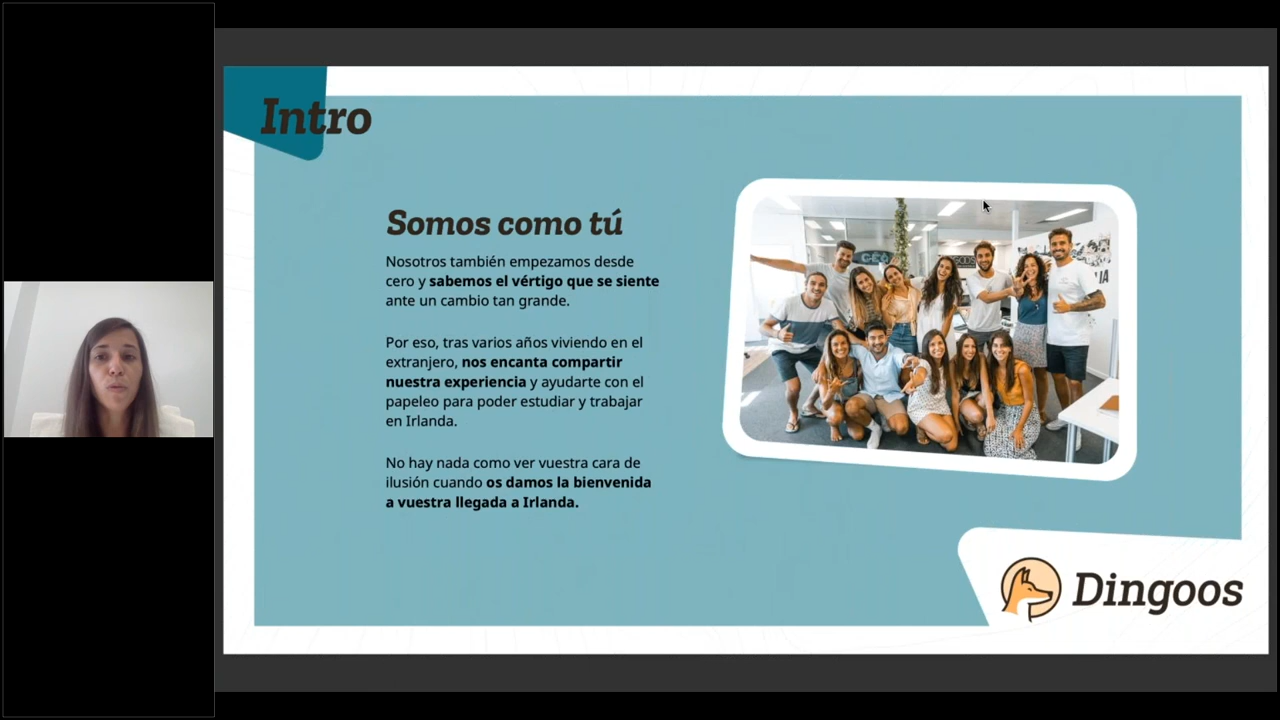 Intro
Somos como tú
Nosotros también empezamos desde
cero y sabemos el vértigo que se siente
ante un cambio tan grande.
Por eso, tras varios años viviendo en el
extranjero, nos encanta compartir
nuestra experiencia y ayudarte con el
papeleo para poder estudiar y trabajar
en Irlanda.
No hay nada como ver vuestra cara de
ilusión cuando os damos la bienvenida
a vuestra llegada a Irlanda.
Dingoos